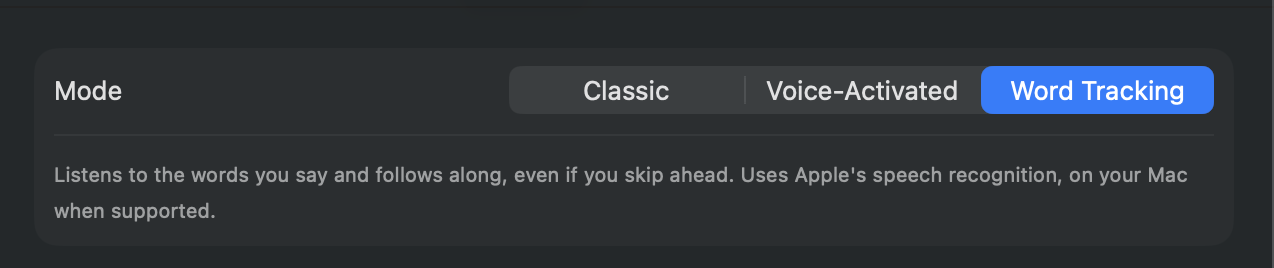 Mode
Classic
Voice-Activated
Word Tracking
Listens to the words you say and follows along, even if you skip ahead. Uses Apple's speech recognition, on your Mac
when supported.